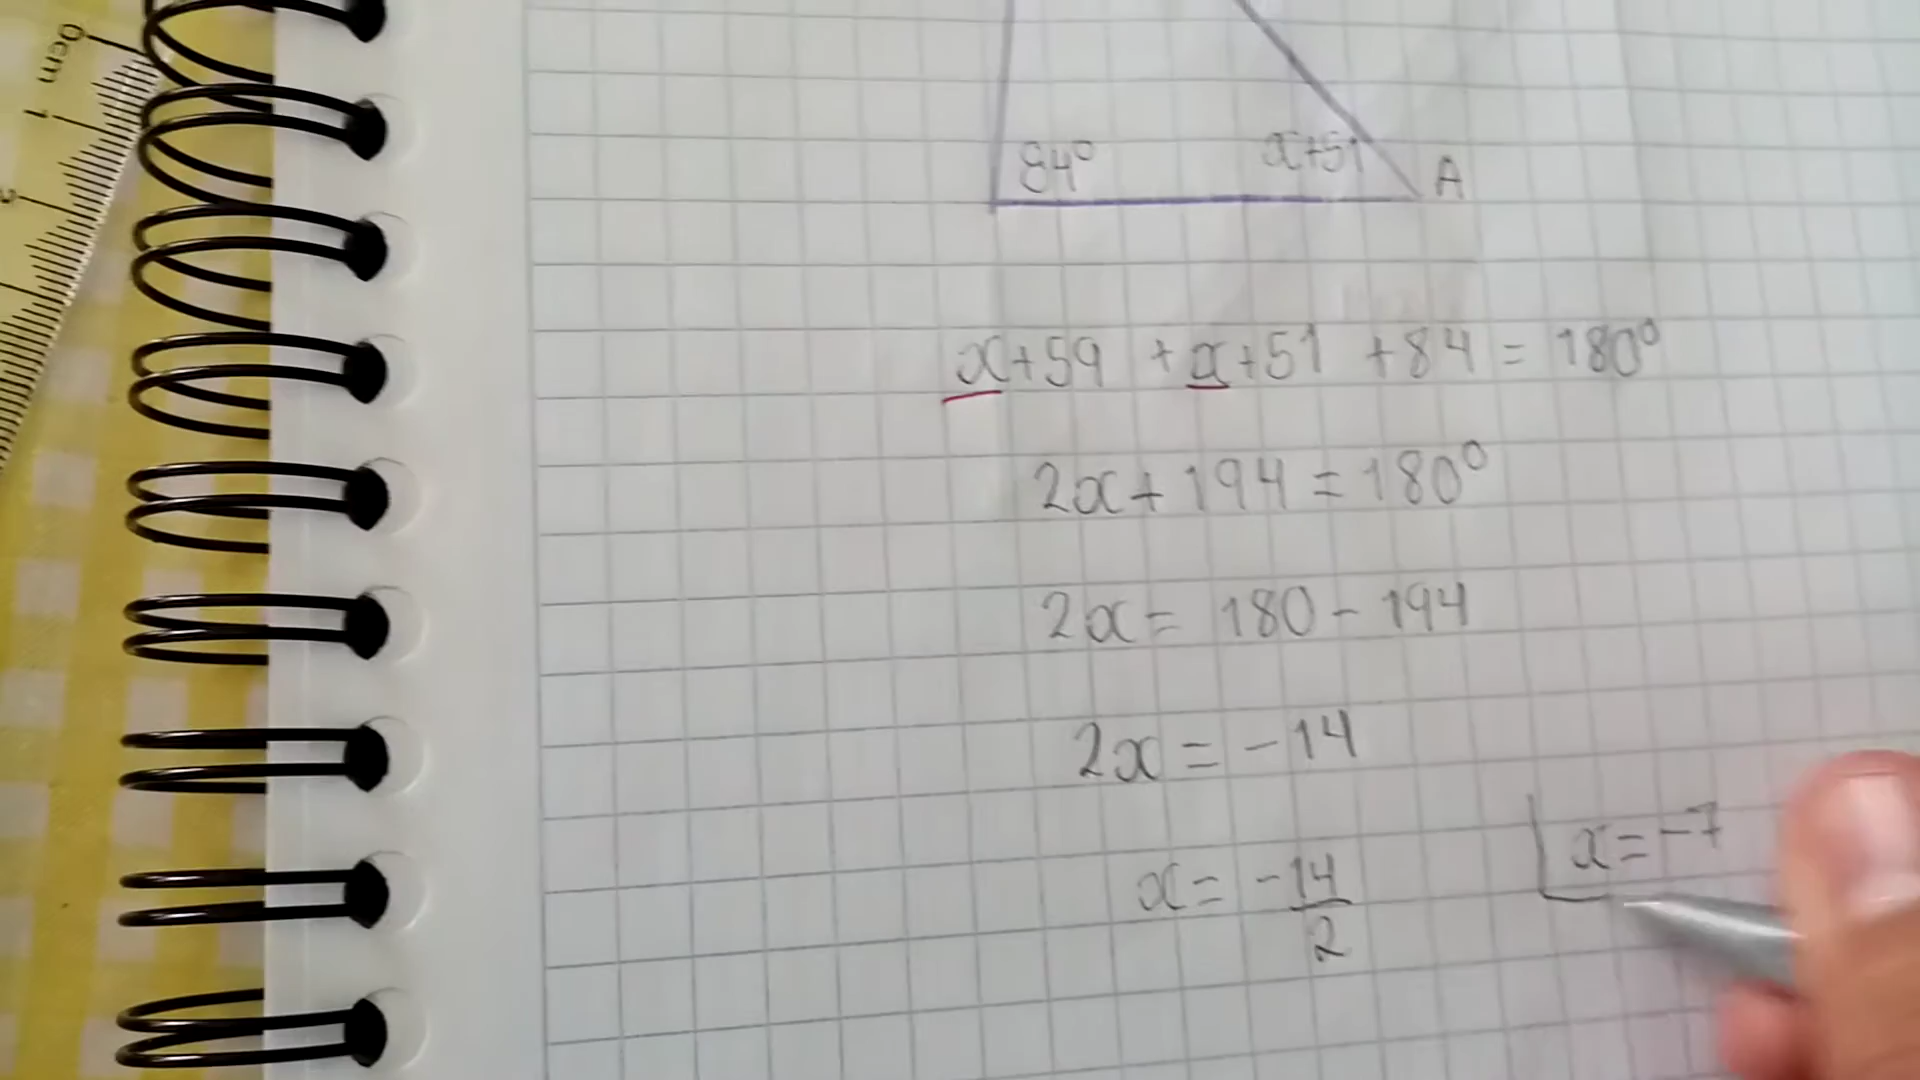 0cm
1
2
84° x+51 A
x+59 +x+51 +84 = 180°
2x+194 = 180°
2x = 180 - 194
2x = -14
x = -14/2
x = -7